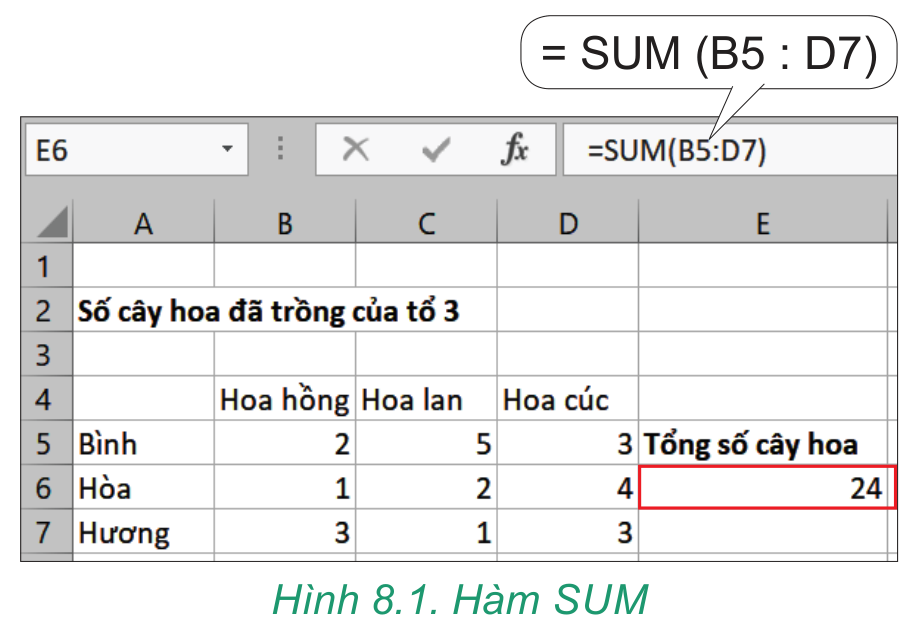 = SUM (B5 : D7)
E6 fx =SUM(B5:D7)
A B C D E
1
2 Số cây hoa đã trồng của tổ 3
3
4 Hoa hồng Hoa lan Hoa cúc
5 Bình 2 5 3 Tổng số cây hoa
6 Hòa 1 2 4 24
7 Hương 3 1 3
Hình 8.1. Hàm SUM